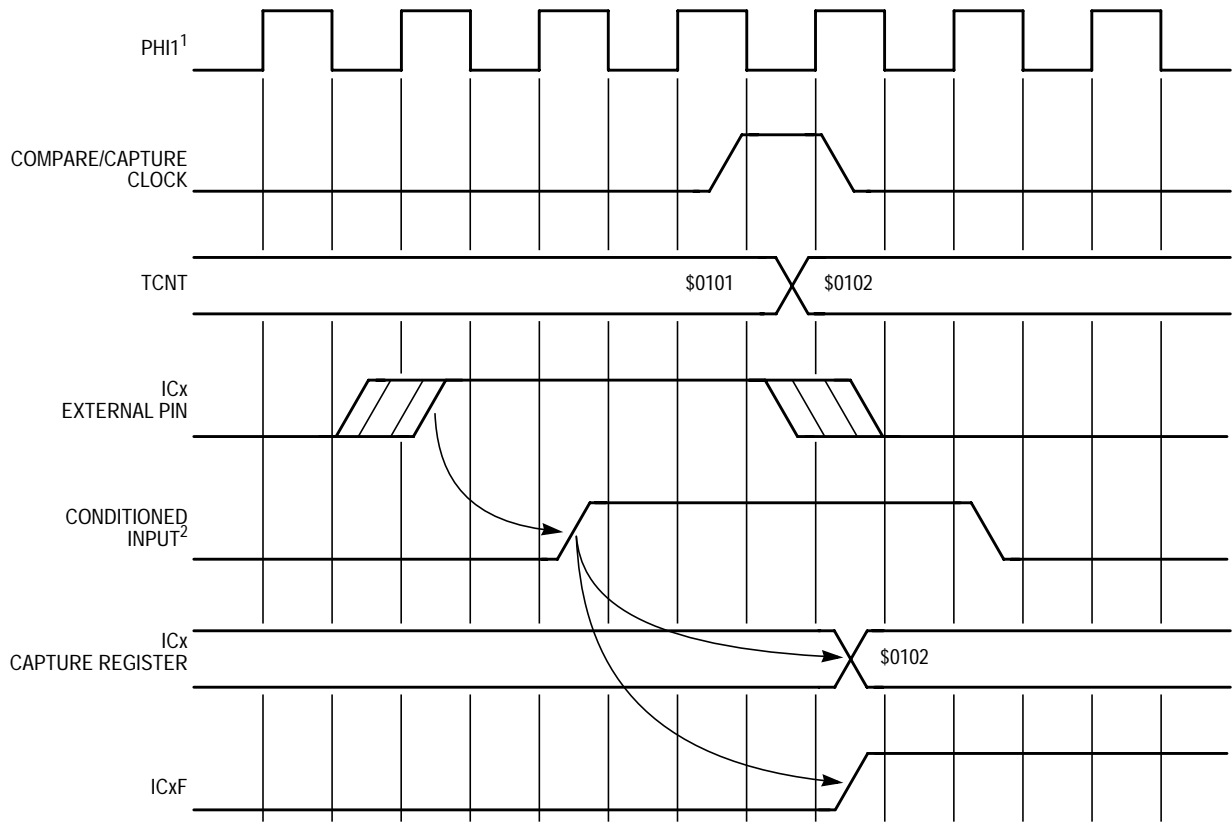 PHI1¹
COMPARE/CAPTURE
CLOCK
TCNT
$0101
$0102
ICx
EXTERNAL PIN
CONDITIONED
INPUT²
ICx
CAPTURE REGISTER
$0102
ICxF